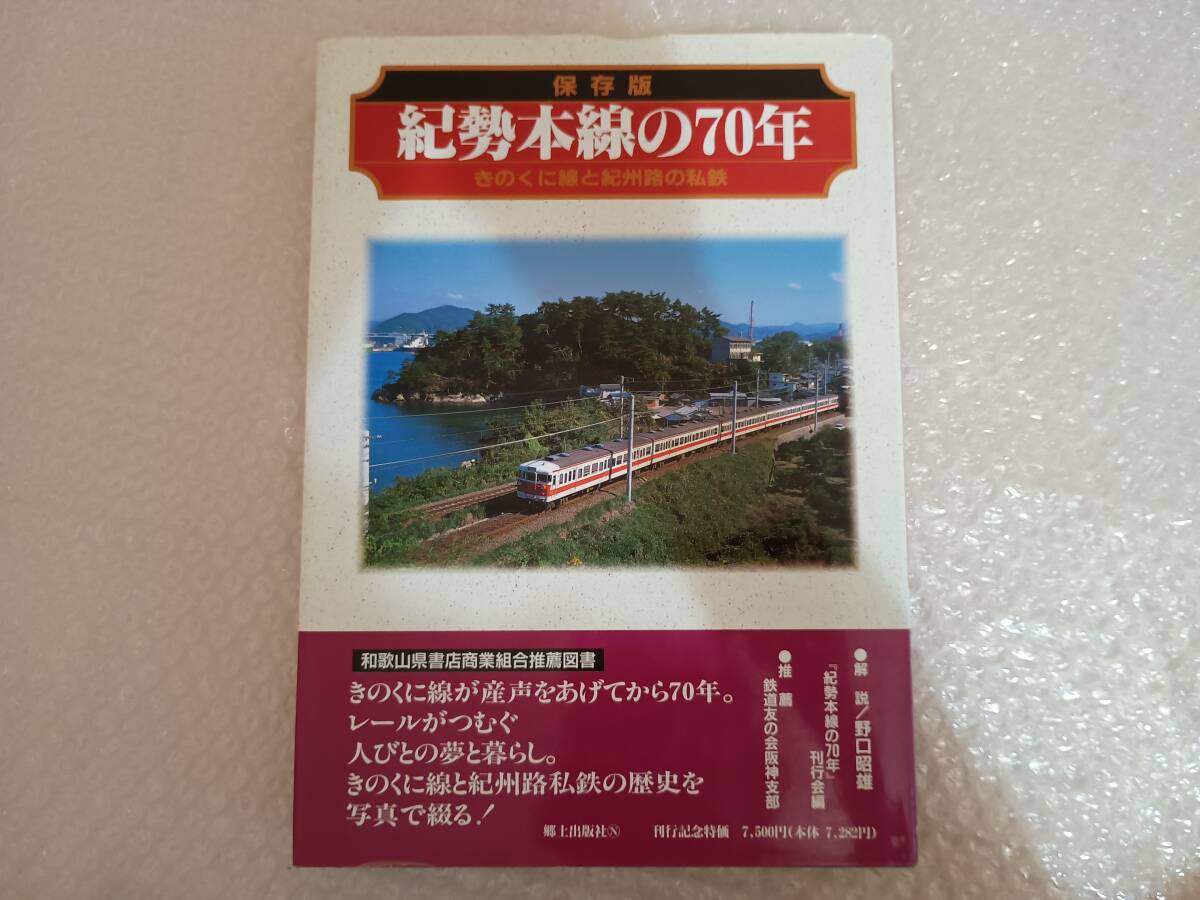 保存版
紀勢本線の70年
きのくに線と紀州路の私鉄
和歌山県書店商業組合推薦図書
きのくに線が産声をあげてから70年。
レールがつむぐ
人びとの夢と暮らし。
きのくに線と紀州路私鉄の歴史を
写真で綴る!
●解説/野口昭雄
『紀勢本線の70年』刊行会編
●推薦
鉄道友の会阪神支部
郷土出版社Ⓝ 刊行記念特価 7,500円(本体 7,282円)